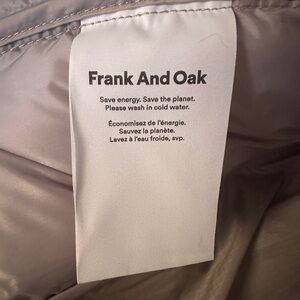 Frank And Oak
Save energy. Save the planet.
Please wash in cold water.
Économisez de l'énergie.
Sauvez la planète.
Lavez à l'eau froide, svp.